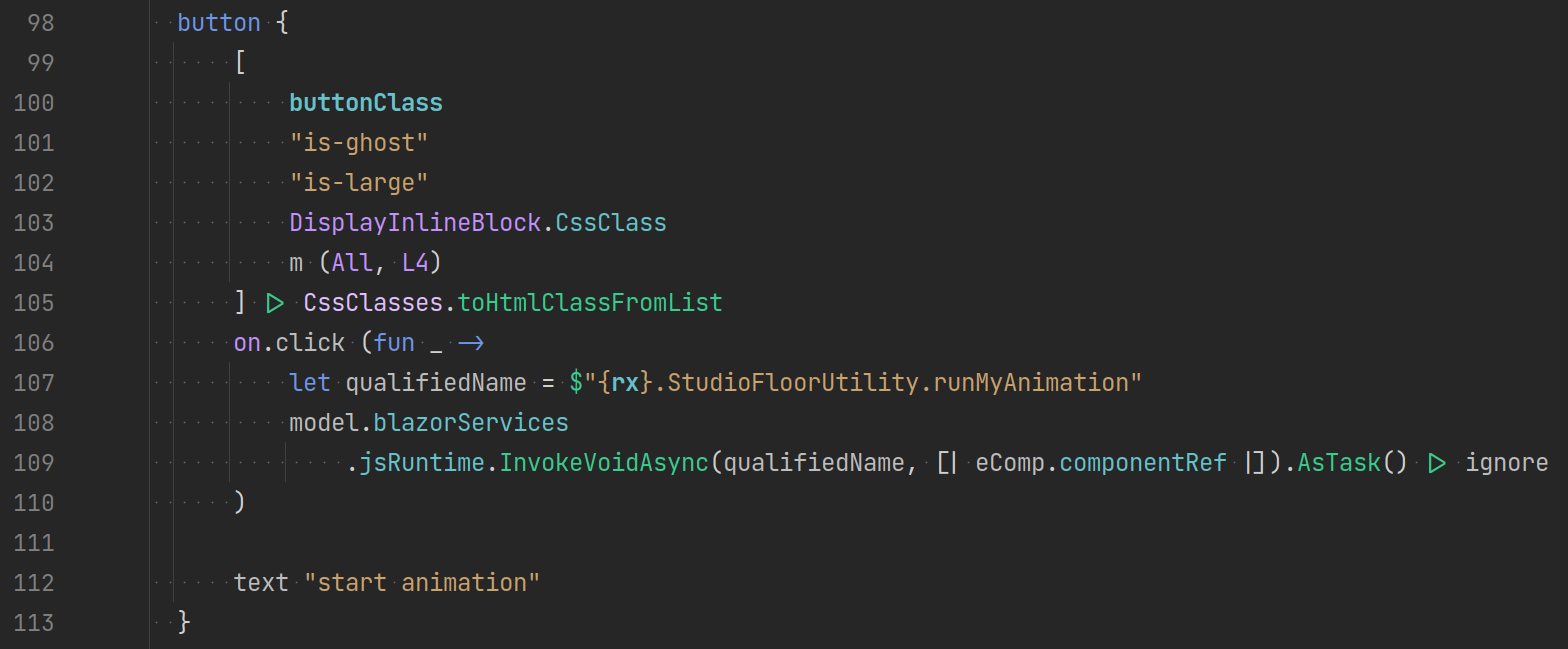 98 button {
99 [
100 buttonClass
101 "is-ghost"
102 "is-large"
103 DisplayInlineBlock.CssClass
104 m (All, L4)
105 ] |> CssClasses.toHtmlClassFromList
106 on.click (fun _ ->
107 let qualifiedName = $"{rx}.StudioFloorUtility.runMyAnimation"
108 model.blazorServices
109 .jsRuntime.InvokeVoidAsync(qualifiedName, [| eComp.componentRef |]).AsTask() |> ignore
110 )
111
112 text "start animation"
113 }